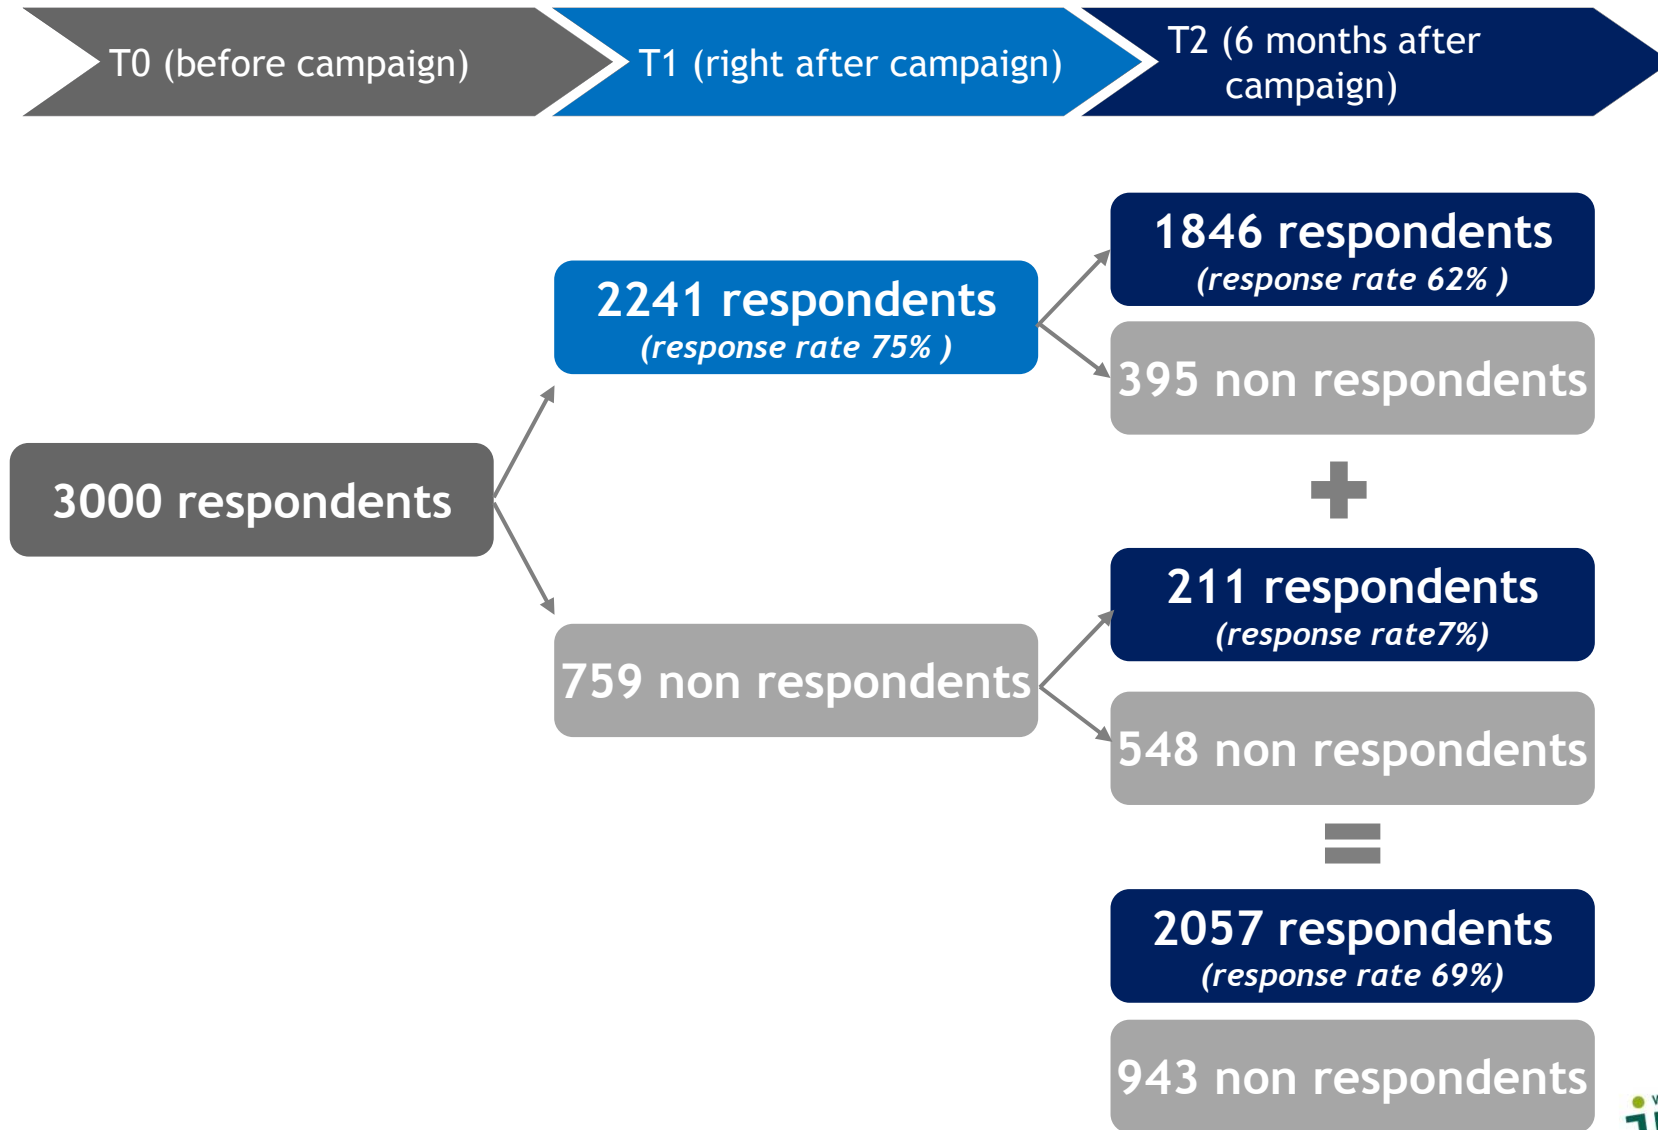 T0 (before campaign)
T1 (right after campaign)
T2 (6 months after
campaign)
3000 respondents
2241 respondents
(response rate 75% )
759 non respondents
1846 respondents
(response rate 62% )
395 non respondents
+
211 respondents
(response rate7%)
548 non respondents
=
2057 respondents
(response rate 69%)
943 non respondents